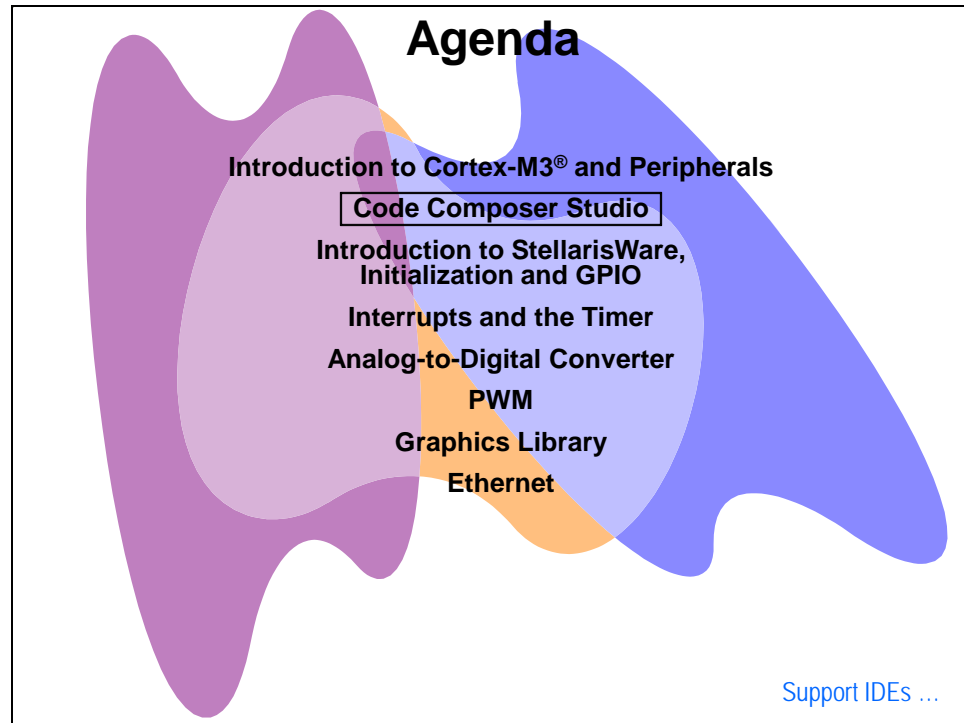 Agenda
Introduction to Cortex-M3® and Peripherals
Code Composer Studio
Introduction to StellarisWare,
Initialization and GPIO
Interrupts and the Timer
Analog-to-Digital Converter
PWM
Graphics Library
Ethernet
Support IDEs …